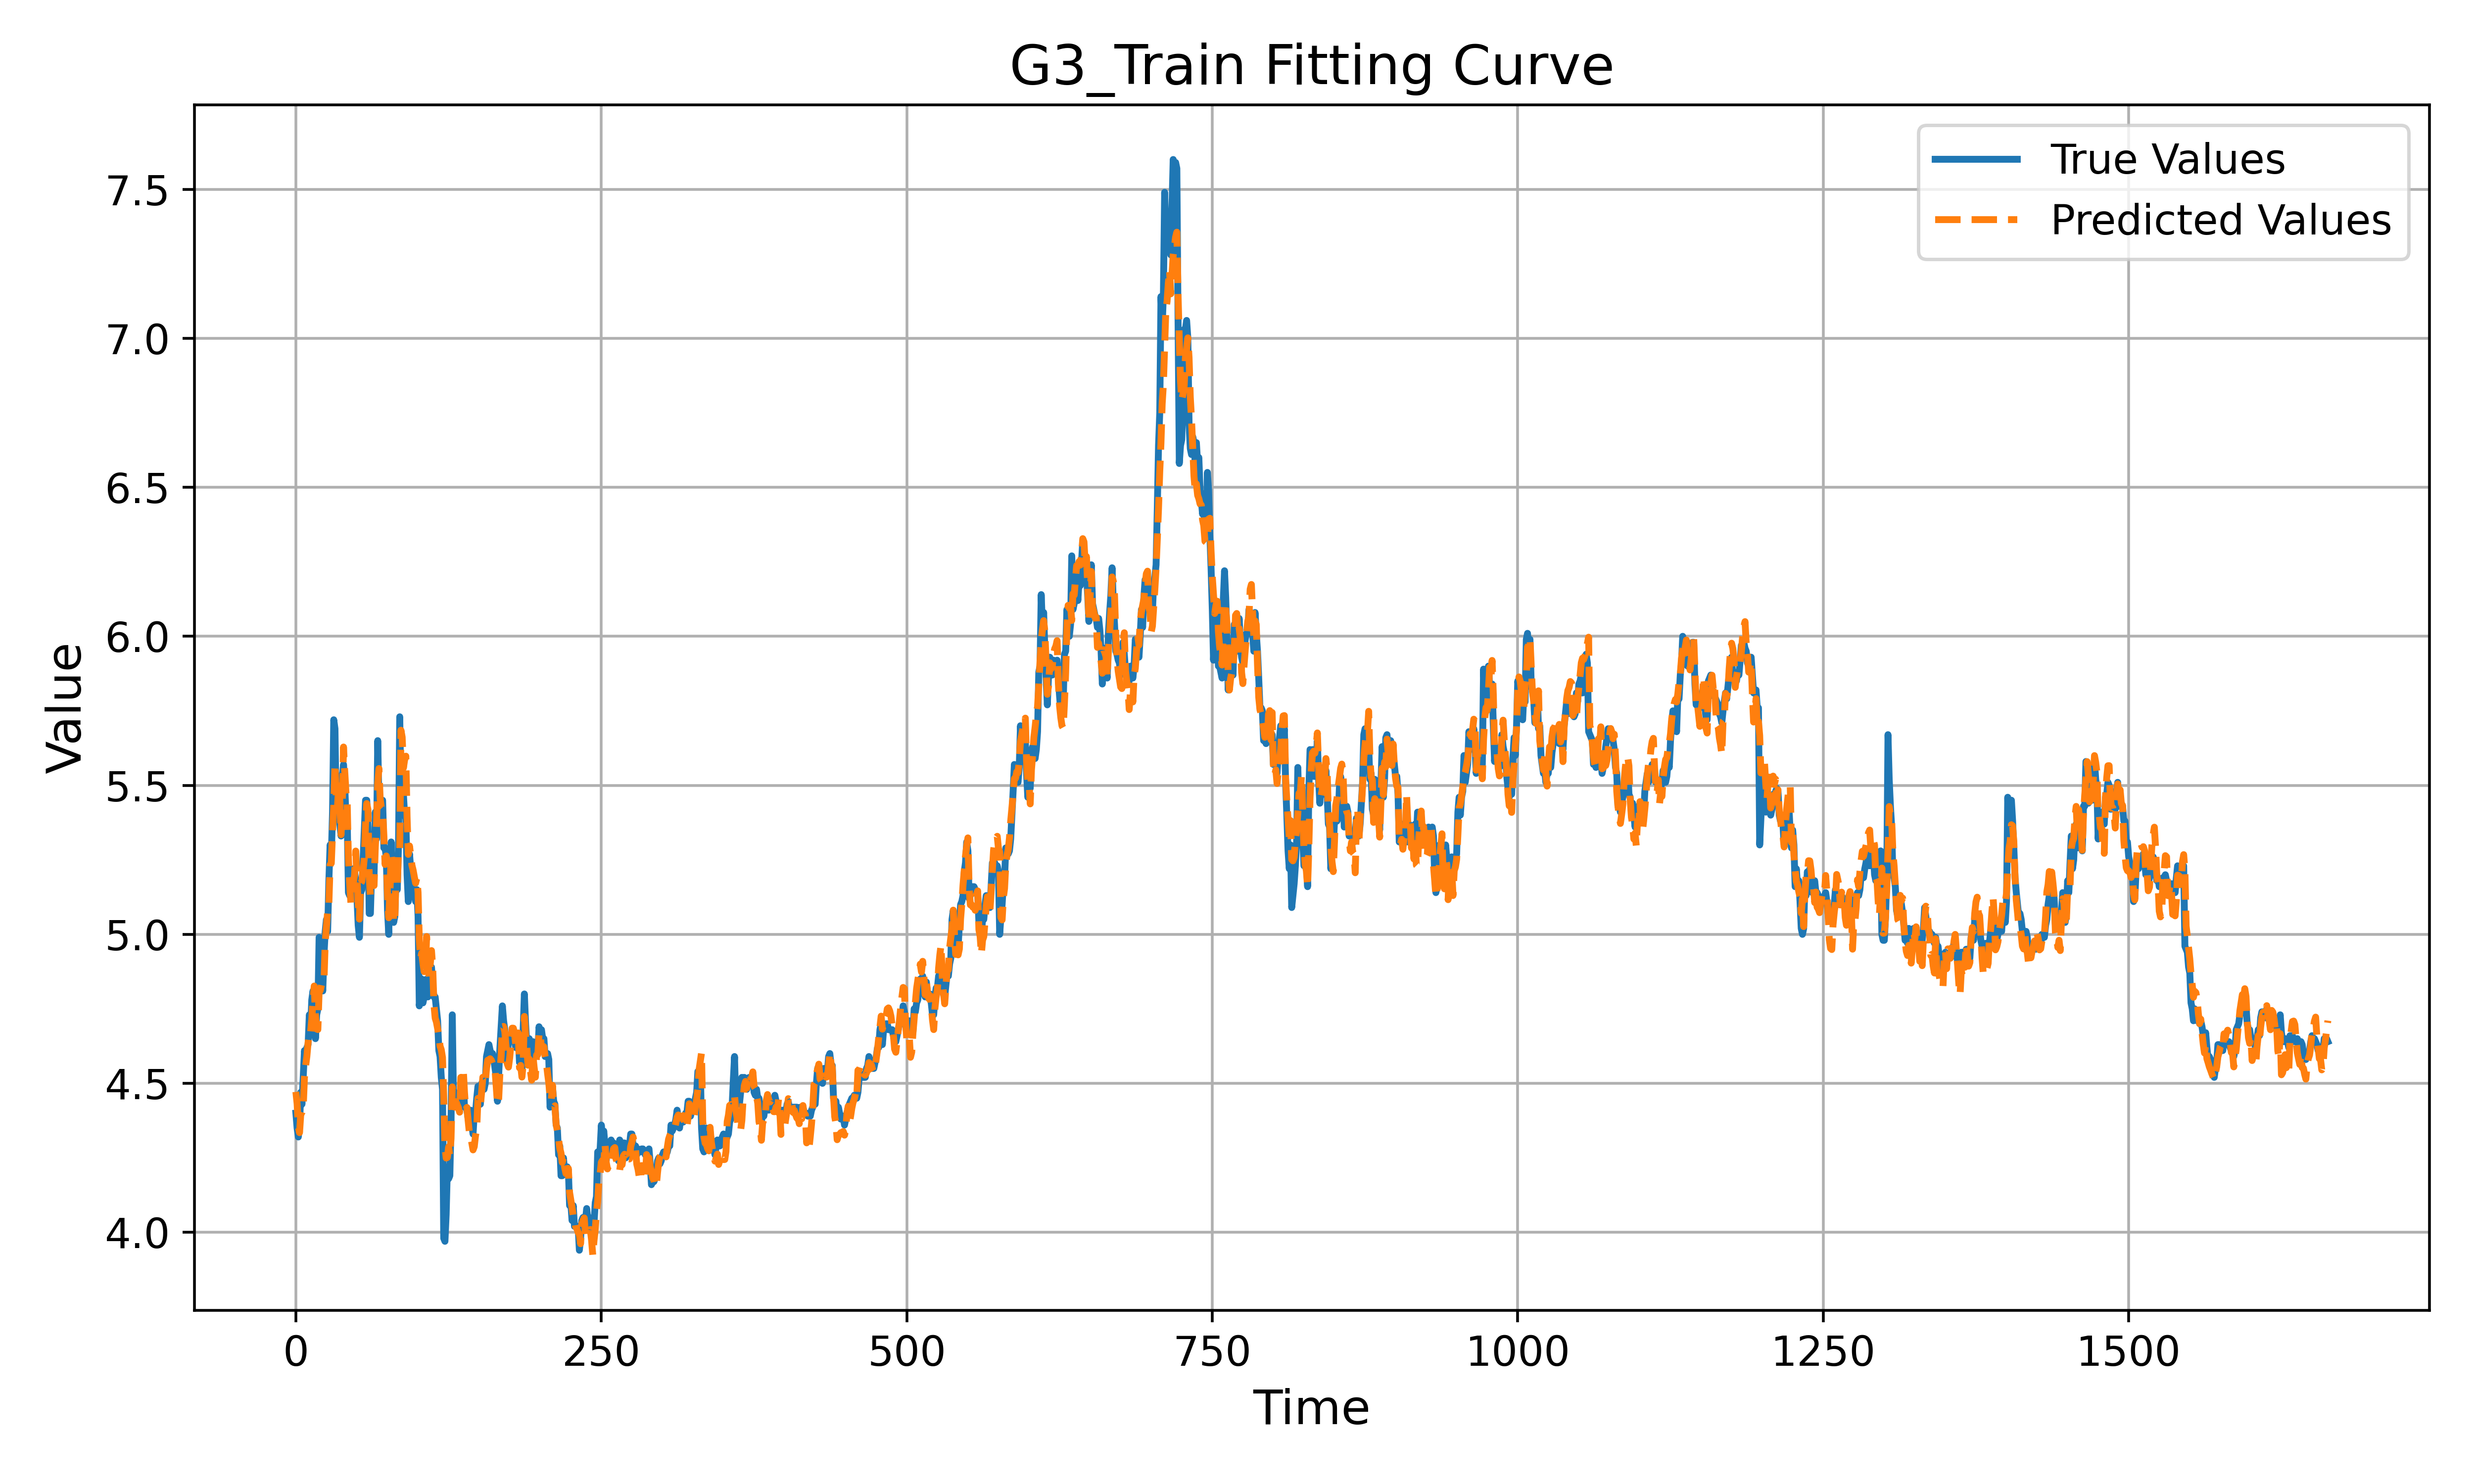 G3_Train Fitting Curve
True Values
Predicted Values
Value
7.5
7.0
6.5
6.0
5.5
5.0
4.5
4.0
0 250 500 750 1000 1250 1500
Time